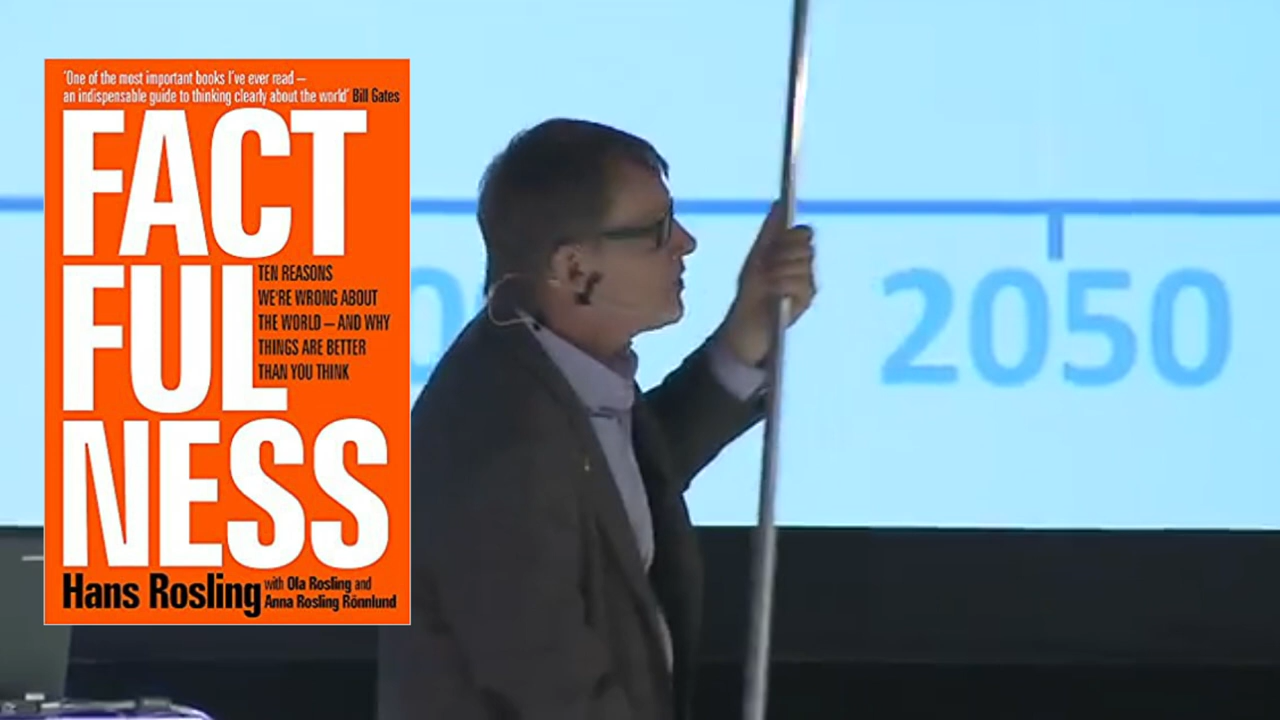 'One of the most important books I've ever read –
an indispensable guide to thinking clearly about the world' Bill Gates
FACT
FUL
TEN REASONS
WE'RE WRONG ABOUT
THE WORLD – AND WHY
THINGS ARE BETTER
THAN YOU THINK
NESS
Hans Rosling with Ola Rosling and
Anna Rosling Rönnlund
2050